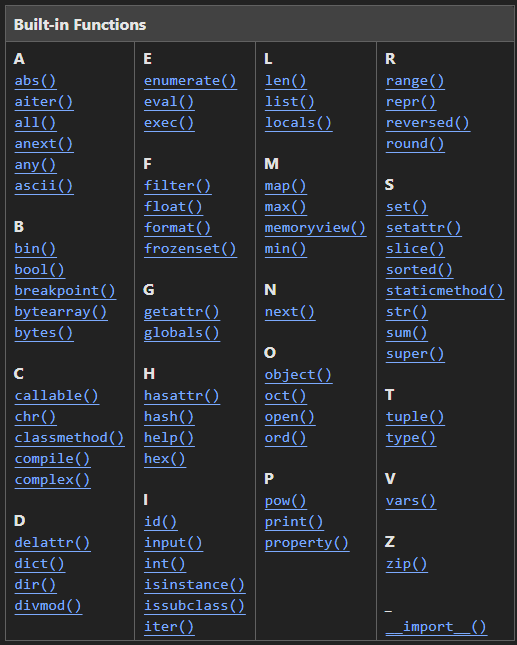 Built-in Functions
A
abs()
aiter()
all()
anext()
any()
ascii()
B
bin()
bool()
breakpoint()
bytearray()
bytes()
C
callable()
chr()
classmethod()
compile()
complex()
D
delattr()
dict()
dir()
divmod()
E
enumerate()
eval()
exec()
F
filter()
float()
format()
frozenset()
G
getattr()
globals()
H
hasattr()
hash()
help()
hex()
I
id()
input()
int()
isinstance()
issubclass()
iter()
L
len()
list()
locals()
M
map()
max()
memoryview()
min()
N
next()
O
object()
oct()
open()
ord()
P
pow()
print()
property()
R
range()
repr()
reversed()
round()
S
set()
setattr()
slice()
sorted()
staticmethod()
str()
sum()
super()
T
tuple()
type()
V
vars()
Z
zip()
_
__import__()